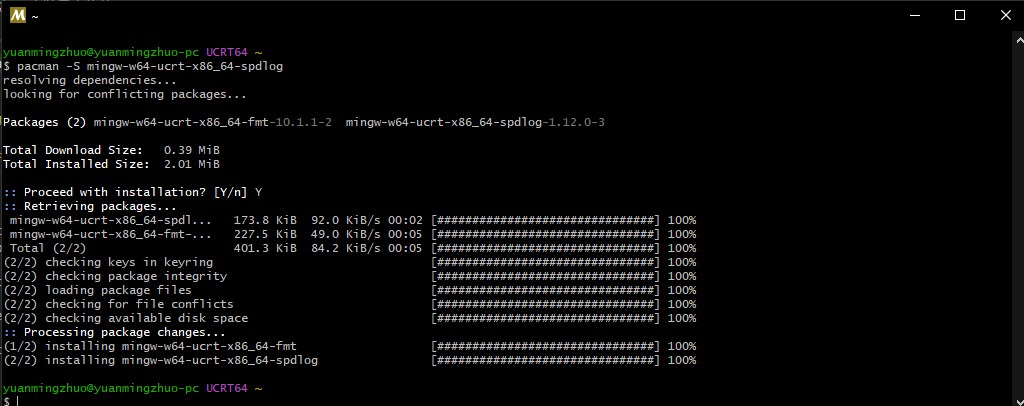 ~
yuanmingzhuo@yuanmingzhuo-pc UCRT64 ~
$ pacman -S mingw-w64-ucrt-x86_64-spdlog
resolving dependencies...
looking for conflicting packages...
Packages (2) mingw-w64-ucrt-x86_64-fmt-10.1.1-2  mingw-w64-ucrt-x86_64-spdlog-1.12.0-3
Total Download Size:   0.39 MiB
Total Installed Size:  2.01 MiB
:: Proceed with installation? [Y/n] Y
:: Retrieving packages...
 mingw-w64-ucrt-x86_64-spdl...   173.8 KiB  92.0 KiB/s 00:02 [###############################] 100%
 mingw-w64-ucrt-x86_64-fmt-...   227.5 KiB  49.0 KiB/s 00:05 [###############################] 100%
 Total (2/2)                     401.3 KiB  84.2 KiB/s 00:05 [###############################] 100%
(2/2) checking keys in keyring                               [###############################] 100%
(2/2) checking package integrity                             [###############################] 100%
(2/2) loading package files                                  [###############################] 100%
(2/2) checking for file conflicts                            [###############################] 100%
(2/2) checking available disk space                          [###############################] 100%
:: Processing package changes...
(1/2) installing mingw-w64-ucrt-x86_64-fmt                   [###############################] 100%
(2/2) installing mingw-w64-ucrt-x86_64-spdlog                [###############################] 100%
yuanmingzhuo@yuanmingzhuo-pc UCRT64 ~
$